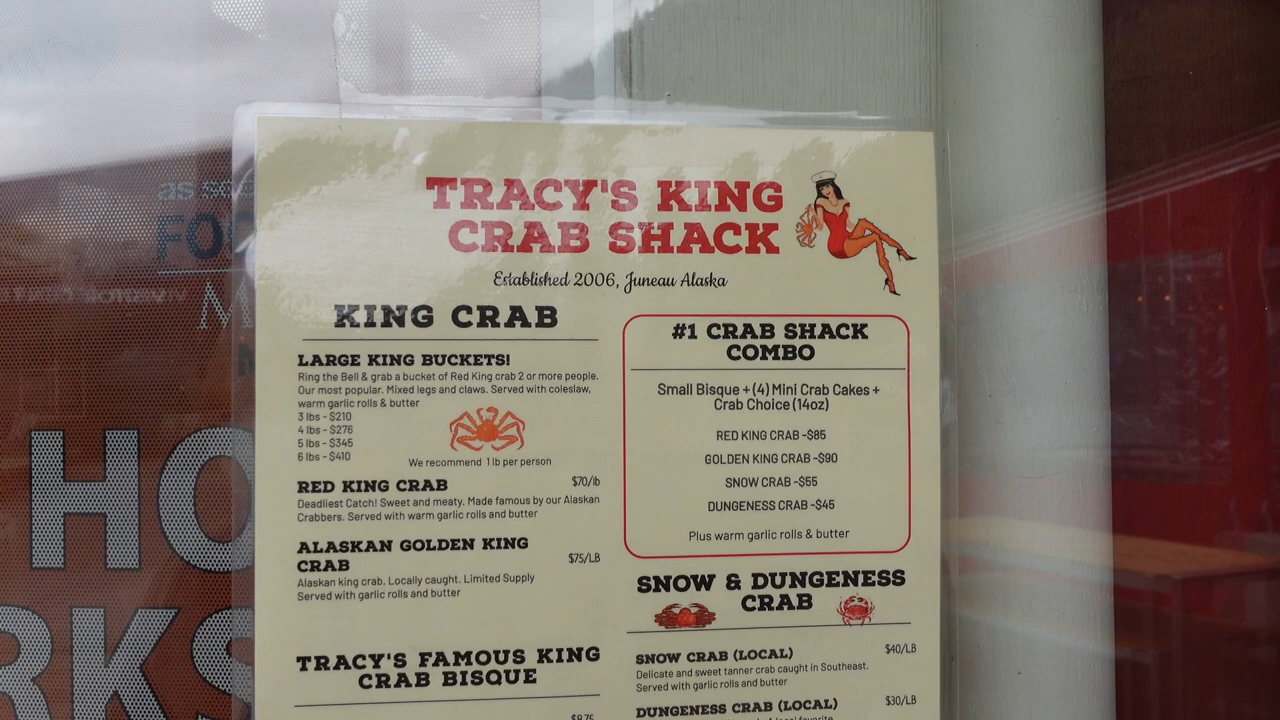 TRACY'S KING
CRAB SHACK
Established 2006, Juneau Alaska
KING CRAB
LARGE KING BUCKETS!
Ring the Bell & grab a bucket of Red King crab 2 or more people.
Our most popular. Mixed legs and claws. Served with coleslaw,
warm garlic rolls & butter
3 lbs - $210
4 lbs - $276
5 lbs - $345
6 lbs - $410
We recommend 1 lb per person
RED KING CRAB $70/lb
Deadliest Catch! Sweet and meaty. Made famous by our Alaskan
Crabbers. Served with warm garlic rolls and butter
ALASKAN GOLDEN KING
CRAB $75/LB
Alaskan king crab. Locally caught. Limited Supply
Served with garlic rolls and butter
TRACY'S FAMOUS KING
CRAB BISQUE
#1 CRAB SHACK
COMBO
Small Bisque + (4) Mini Crab Cakes +
Crab Choice (14oz)
RED KING CRAB -$85
GOLDEN KING CRAB -$90
SNOW CRAB -$55
DUNGENESS CRAB -$45
Plus warm garlic rolls & butter
SNOW & DUNGENESS
CRAB
SNOW CRAB (LOCAL) $40/LB
Delicate and sweet tanner crab caught in Southeast.
Served with garlic rolls and butter
DUNGENESS CRAB (LOCAL) $30/LB
as
HO
RKS